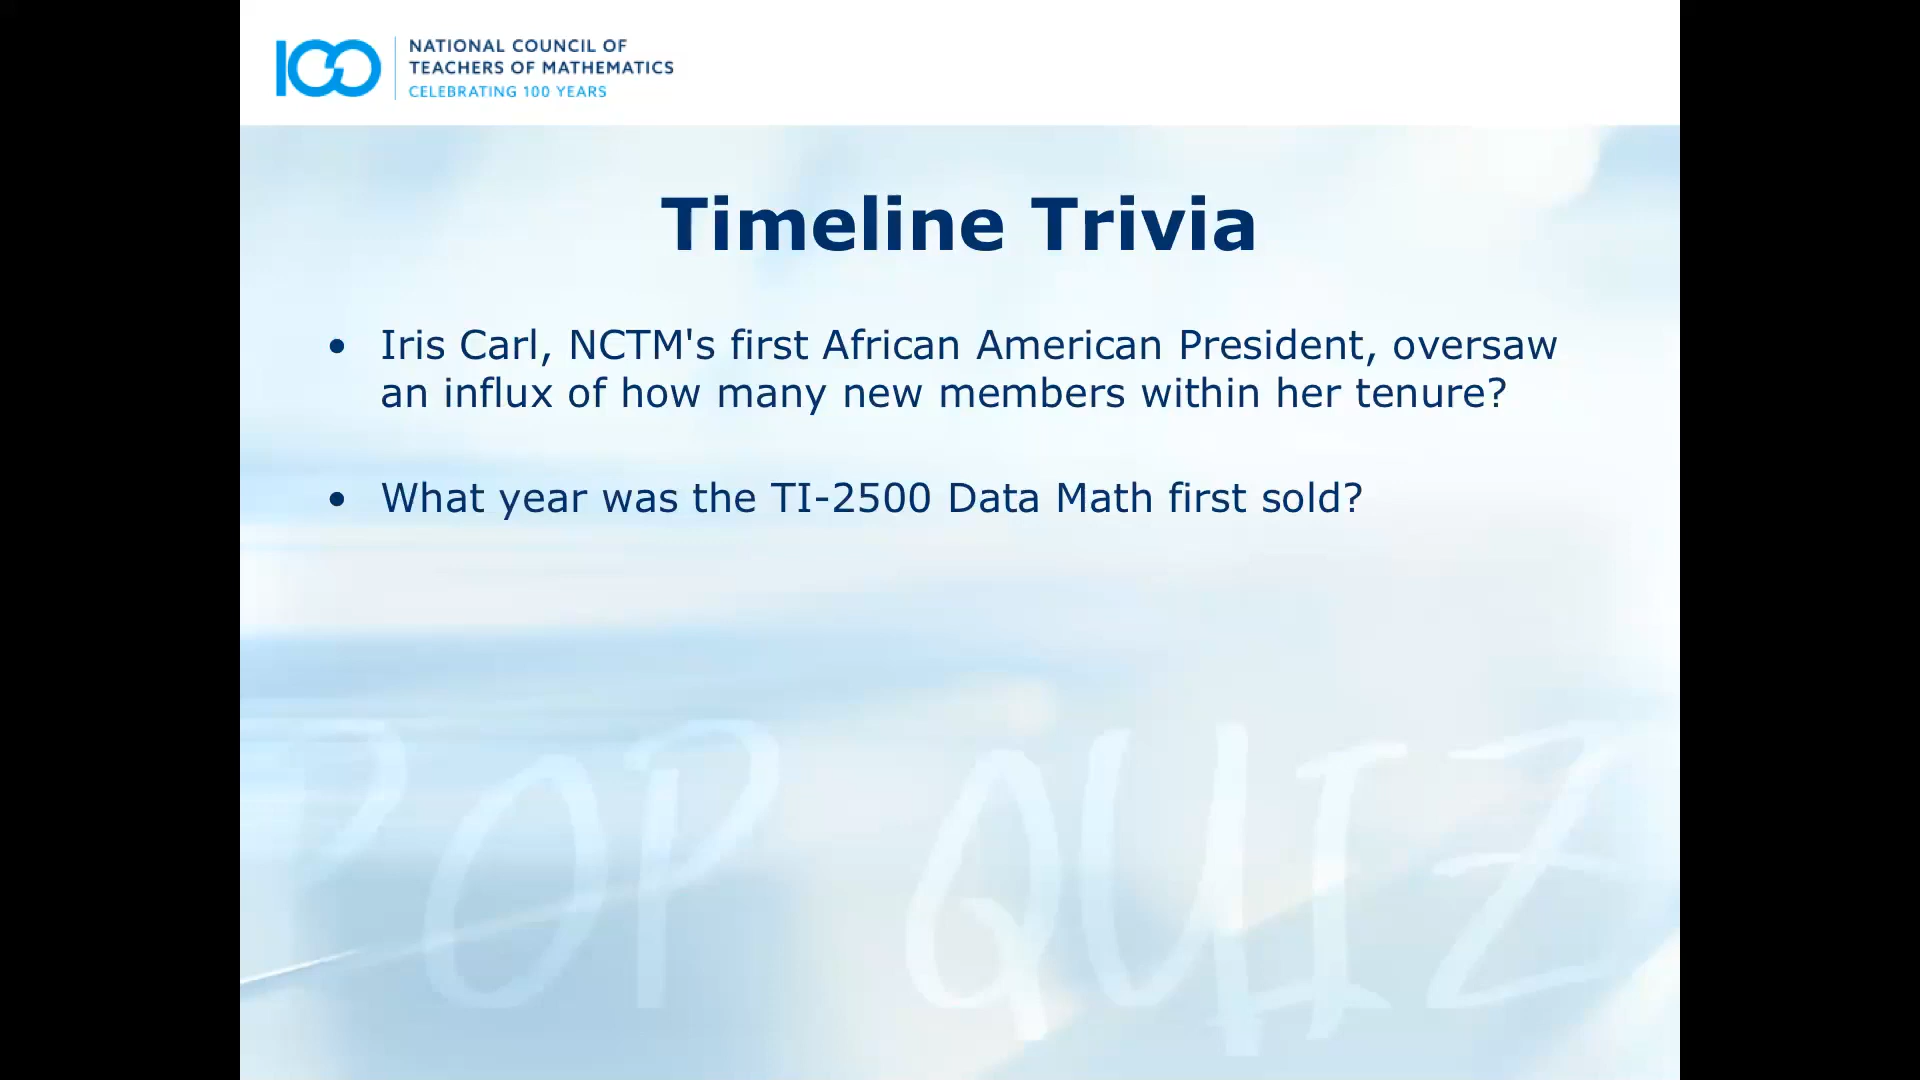 100
NATIONAL COUNCIL OF
TEACHERS OF MATHEMATICS
CELEBRATING 100 YEARS
Timeline Trivia
• Iris Carl, NCTM's first African American President, oversaw
an influx of how many new members within her tenure?
• What year was the TI-2500 Data Math first sold?
POP QUIZ